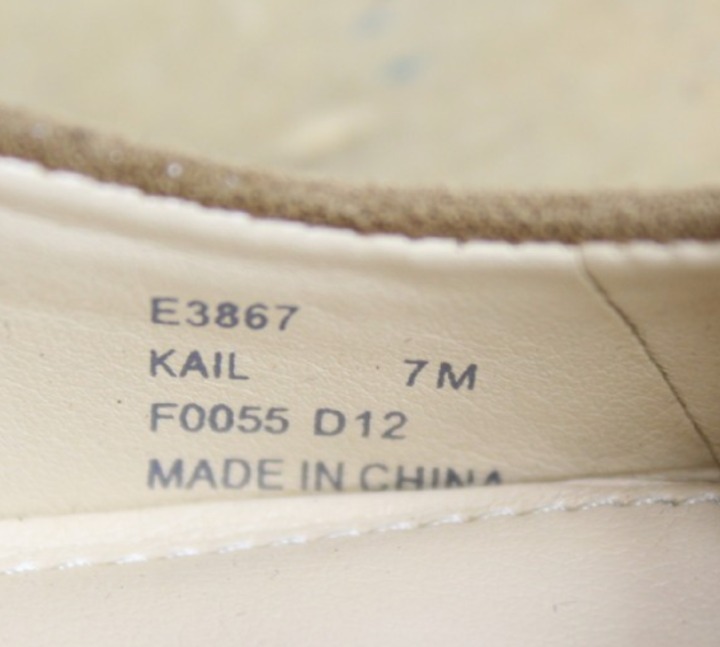 E3867
KAIL 7M
F0055 D12
MADE IN CHINA